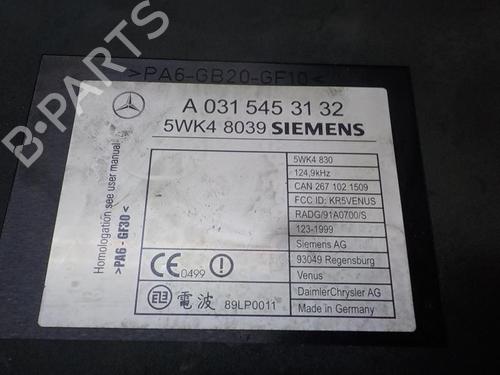 >PA6-GB20-GF10<
A 031 545 31 32
5WK4 8039 SIEMENS
Homologation see user manual
>PA6 - GF30<
5WK4 830
124,9kHz
CAN 267 102 1509
FCC ID: KR5VENUS
RADG/91A0700/S
123-1999
Siemens AG
93049 Regensburg
Venus
DaimlerChrysler AG
Made in Germany
CE 0499 !
電波 89LP0011
B-PARTS